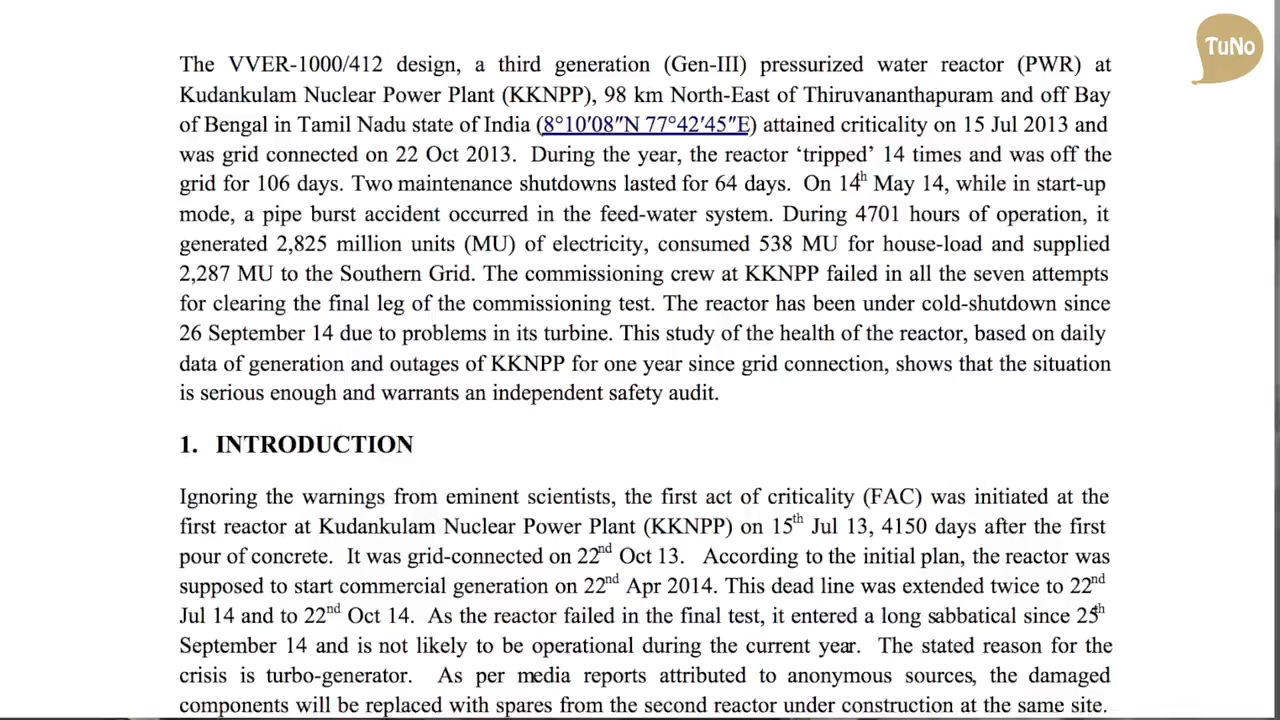 TuNo
The VVER-1000/412 design, a third generation (Gen-III) pressurized water reactor (PWR) at
Kudankulam Nuclear Power Plant (KKNPP), 98 km North-East of Thiruvananthapuram and off Bay
of Bengal in Tamil Nadu state of India (8°10′08″N 77°42′45″E) attained criticality on 15 Jul 2013 and
was grid connected on 22 Oct 2013. During the year, the reactor ‘tripped’ 14 times and was off the
grid for 106 days. Two maintenance shutdowns lasted for 64 days. On 14th May 14, while in start-up
mode, a pipe burst accident occurred in the feed-water system. During 4701 hours of operation, it
generated 2,825 million units (MU) of electricity, consumed 538 MU for house-load and supplied
2,287 MU to the Southern Grid. The commissioning crew at KKNPP failed in all the seven attempts
for clearing the final leg of the commissioning test. The reactor has been under cold-shutdown since
26 September 14 due to problems in its turbine. This study of the health of the reactor, based on daily
data of generation and outages of KKNPP for one year since grid connection, shows that the situation
is serious enough and warrants an independent safety audit.
1. INTRODUCTION
Ignoring the warnings from eminent scientists, the first act of criticality (FAC) was initiated at the
first reactor at Kudankulam Nuclear Power Plant (KKNPP) on 15th Jul 13, 4150 days after the first
pour of concrete. It was grid-connected on 22nd Oct 13. According to the initial plan, the reactor was
supposed to start commercial generation on 22nd Apr 2014. This dead line was extended twice to 22nd
Jul 14 and to 22nd Oct 14. As the reactor failed in the final test, it entered a long sabbatical since 25th
September 14 and is not likely to be operational during the current year. The stated reason for the
crisis is turbo-generator. As per media reports attributed to anonymous sources, the damaged
components will be replaced with spares from the second reactor under construction at the same site.